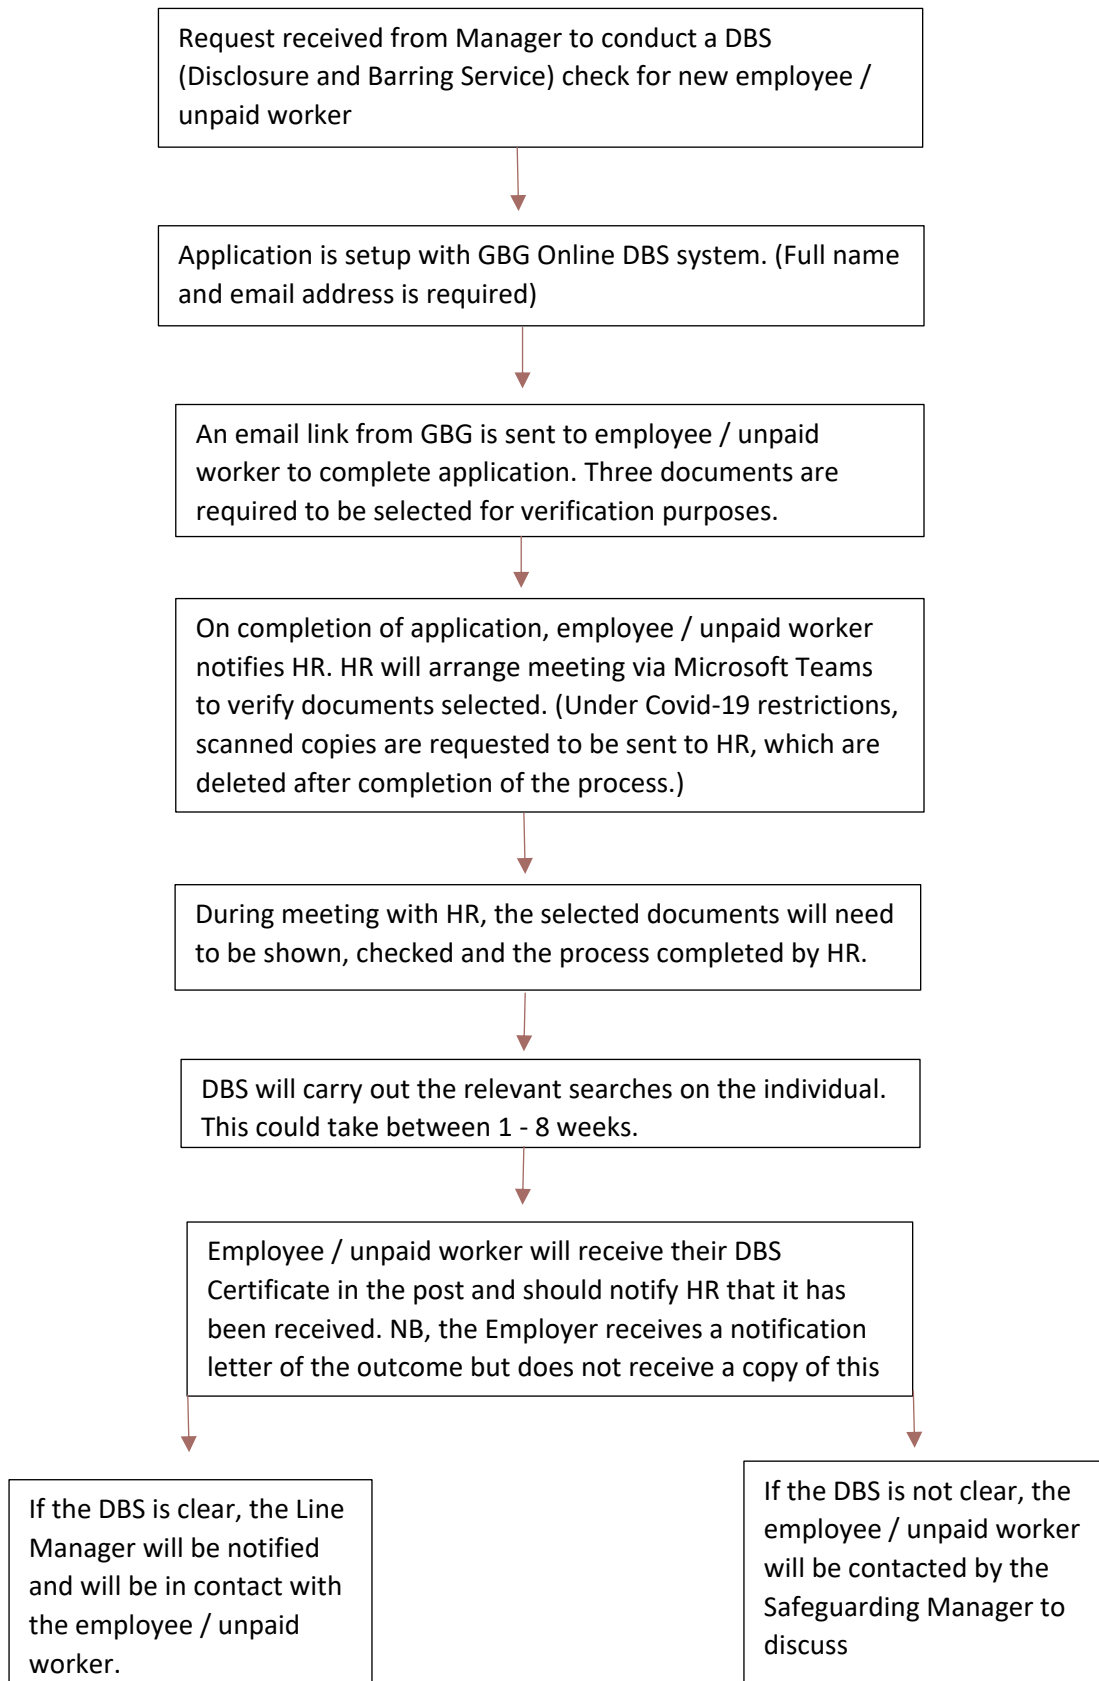 Request received from Manager to conduct a DBS
(Disclosure and Barring Service) check for new employee /
unpaid worker
Application is setup with GBG Online DBS system. (Full name
and email address is required)
An email link from GBG is sent to employee / unpaid
worker to complete application. Three documents are
required to be selected for verification purposes.
On completion of application, employee / unpaid worker
notifies HR. HR will arrange meeting via Microsoft Teams
to verify documents selected. (Under Covid-19 restrictions,
scanned copies are requested to be sent to HR, which are
deleted after completion of the process.)
During meeting with HR, the selected documents will need
to be shown, checked and the process completed by HR.
DBS will carry out the relevant searches on the individual.
This could take between 1 - 8 weeks.
Employee / unpaid worker will receive their DBS
Certificate in the post and should notify HR that it has
been received. NB, the Employer receives a notification
letter of the outcome but does not receive a copy of this
If the DBS is clear, the Line
Manager will be notified
and will be in contact with
the employee / unpaid
worker.
If the DBS is not clear, the
employee / unpaid worker
will be contacted by the
Safeguarding Manager to
discuss